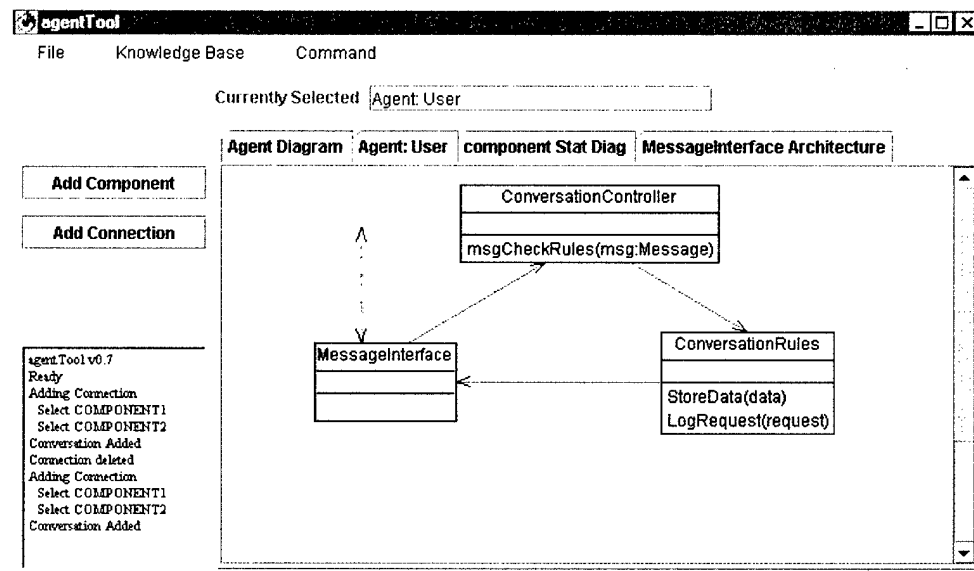 agentTool
File Knowledge Base Command
Currently Selected Agent: User
Agent Diagram Agent: User component Stat Diag MessageInterface Architecture
Add Component
Add Connection
ConversationController
msgCheckRules(msg:Message)
MessageInterface
ConversationRules
StoreData(data)
LogRequest(request)
agentTool v0.7
Ready
Adding Connection
Select COMPONENT1
Select COMPONENT2
Conversation Added
Connection deleted
Adding Connection
Select COMPONENT1
Select COMPONENT2
Conversation Added